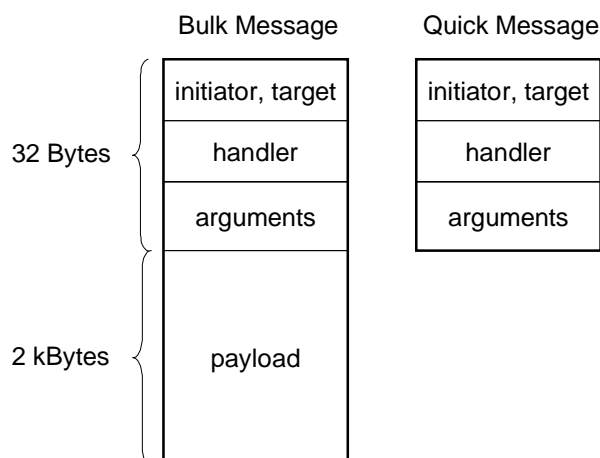 Bulk Message
Quick Message
initiator, target
initiator, target
32 Bytes
handler
handler
arguments
arguments
2 kBytes
payload